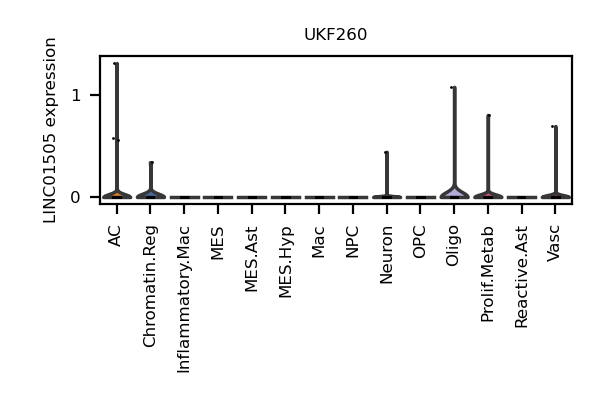 UKF260
LINC01505 expression
1
0
AC
Chromatin.Reg
Inflammatory.Mac
MES
MES.Ast
MES.Hyp
Mac
NPC
Neuron
OPC
Oligo
Prolif.Metab
Reactive.Ast
Vasc